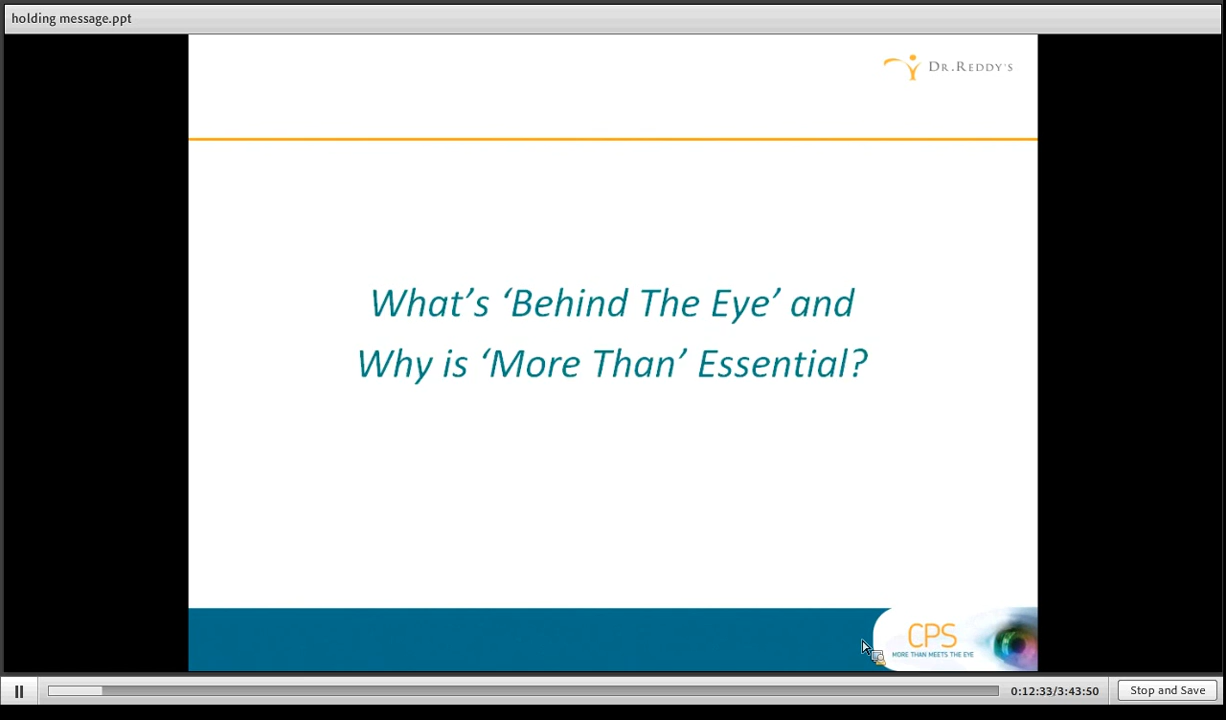 holding message.ppt
DR.REDDY'S
What's ‘Behind The Eye’ and
Why is ‘More Than’ Essential?
CPS
MORE THAN MEETS THE EYE
0:12:33/3:43:50
Stop and Save